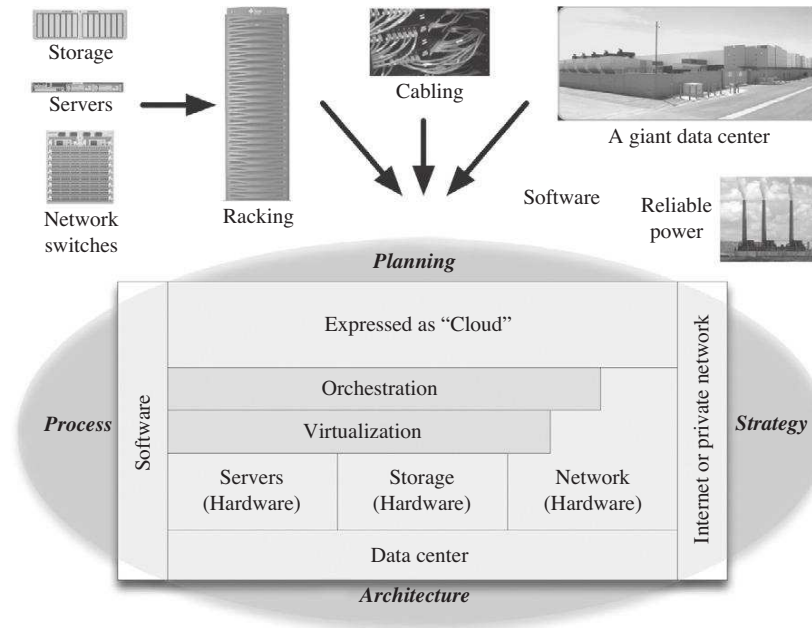 Storage
Servers
Network
switches
Racking
Cabling
A giant data center
Software
Reliable
power
Planning
Expressed as “Cloud”
Orchestration
Virtualization
Process
Software
Servers
(Hardware)
Storage
(Hardware)
Network
(Hardware)
Internet or private network
Strategy
Data center
Architecture